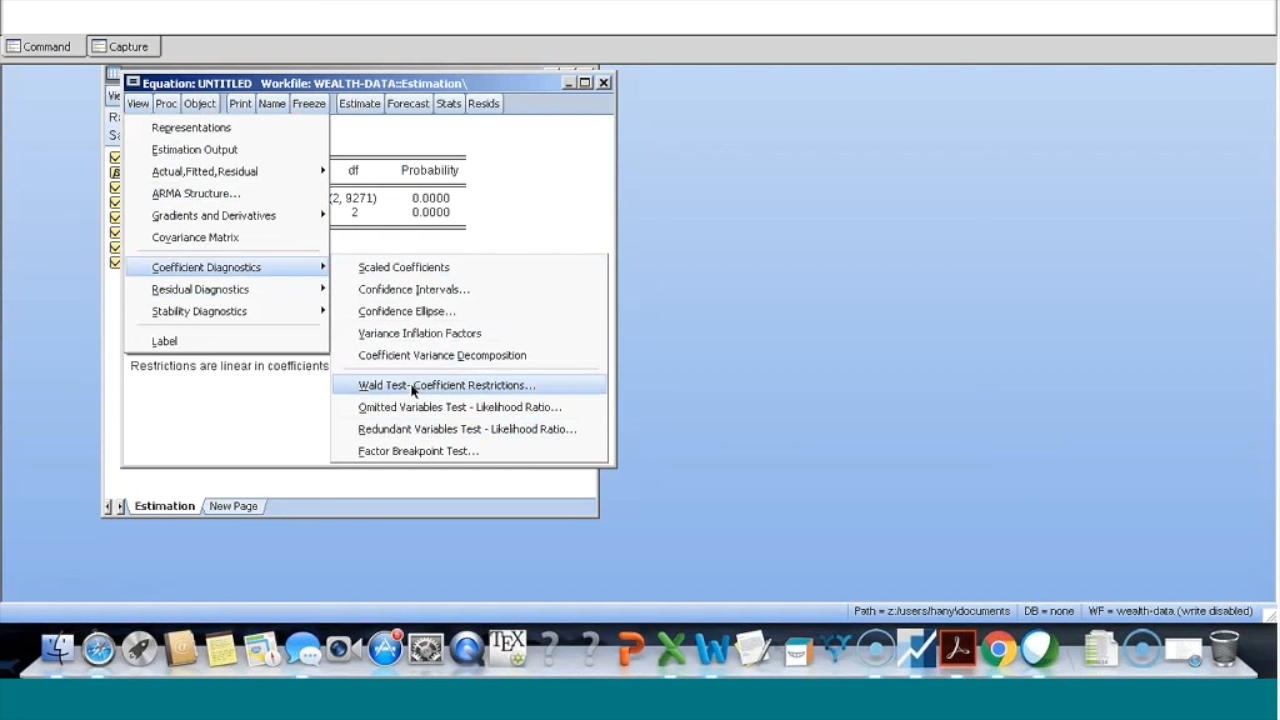 Command Capture
Equation: UNTITLED Workfile: WEALTH-DATA::Estimation\
View Proc Object Print Name Freeze Estimate Forecast Stats Resids
Representations
Estimation Output
Actual,Fitted,Residual
ARMA Structure...
Gradients and Derivatives
Covariance Matrix
Coefficient Diagnostics
Residual Diagnostics
Stability Diagnostics
Label
df Probability
(2, 9271) 0.0000
2 0.0000
Scaled Coefficients
Confidence Intervals...
Confidence Ellipse...
Variance Inflation Factors
Coefficient Variance Decomposition
Wald Test- Coefficient Restrictions...
Omitted Variables Test - Likelihood Ratio...
Redundant Variables Test - Likelihood Ratio...
Factor Breakpoint Test...
Restrictions are linear in coefficients
Estimation New Page
Path = z:/users/hany\documents DB = none WF = wealth-data (write disabled)
TEX